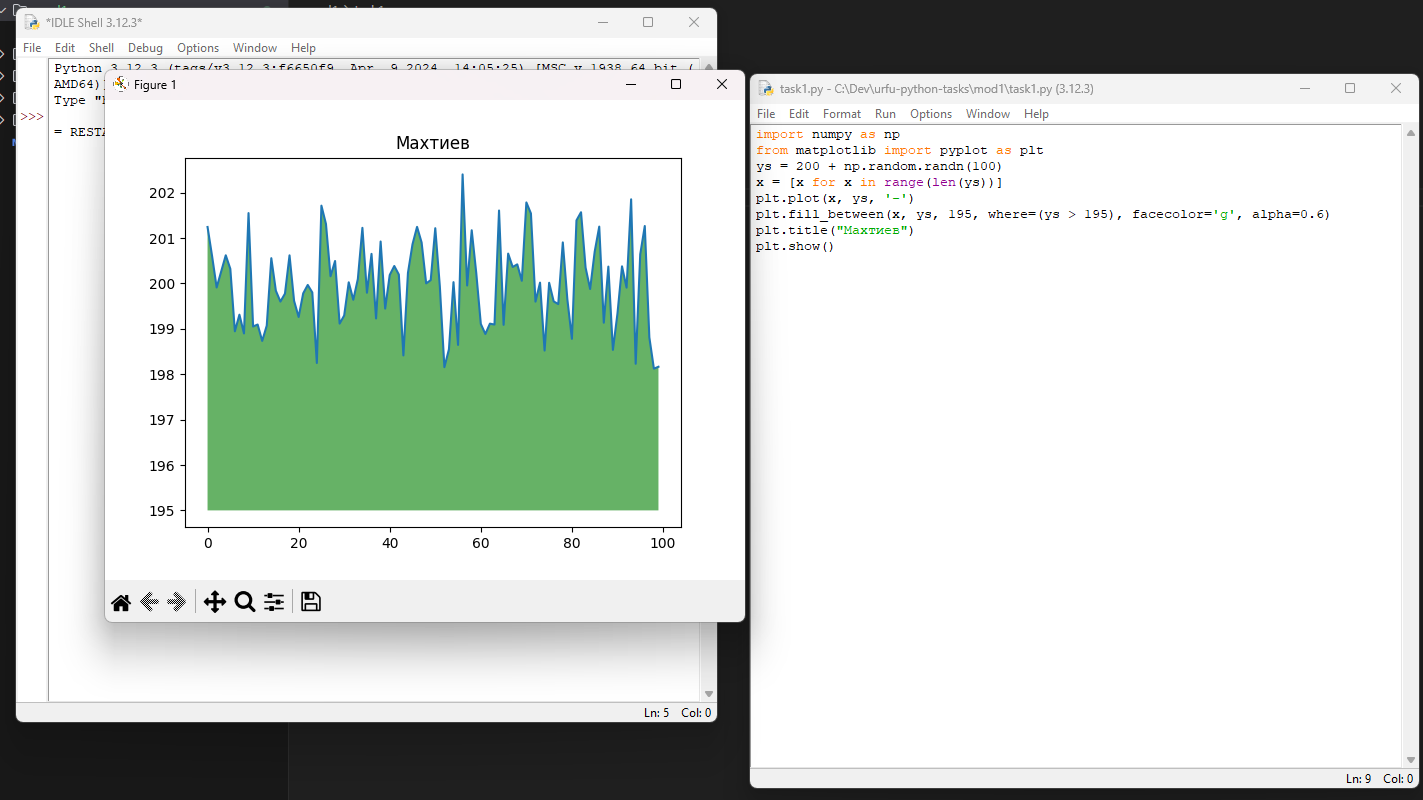 *IDLE Shell 3.12.3*
File Edit Shell Debug Options Window Help
Python 3.12.3 (tags/v3.12.3:f6650f9, Apr 9 2024, 14:05:25) [MSC v.1938 64 bit (
AMD64)]
Type "
>>>
= RESTA
Ln: 5 Col: 0
Figure 1
Махтиев
202
201
200
199
198
197
196
195
0 20 40 60 80 100
task1.py - C:\Dev\urfu-python-tasks\mod1\task1.py (3.12.3)
File Edit Format Run Options Window Help
import numpy as np
from matplotlib import pyplot as plt
ys = 200 + np.random.randn(100)
x = [x for x in range(len(ys))]
plt.plot(x, ys, '-')
plt.fill_between(x, ys, 195, where=(ys > 195), facecolor='g', alpha=0.6)
plt.title("Махтиев")
plt.show()
Ln: 9 Col: 0